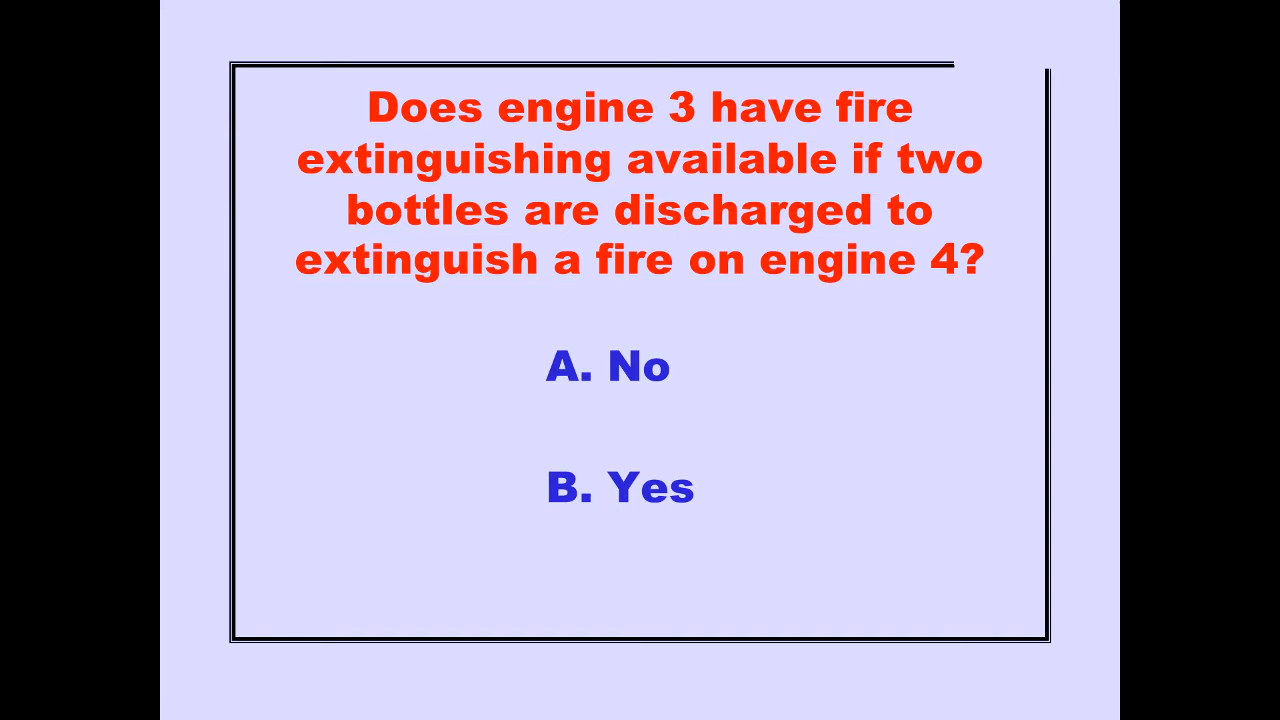 Does engine 3 have fire
extinguishing available if two
bottles are discharged to
extinguish a fire on engine 4?
A. No
B. Yes